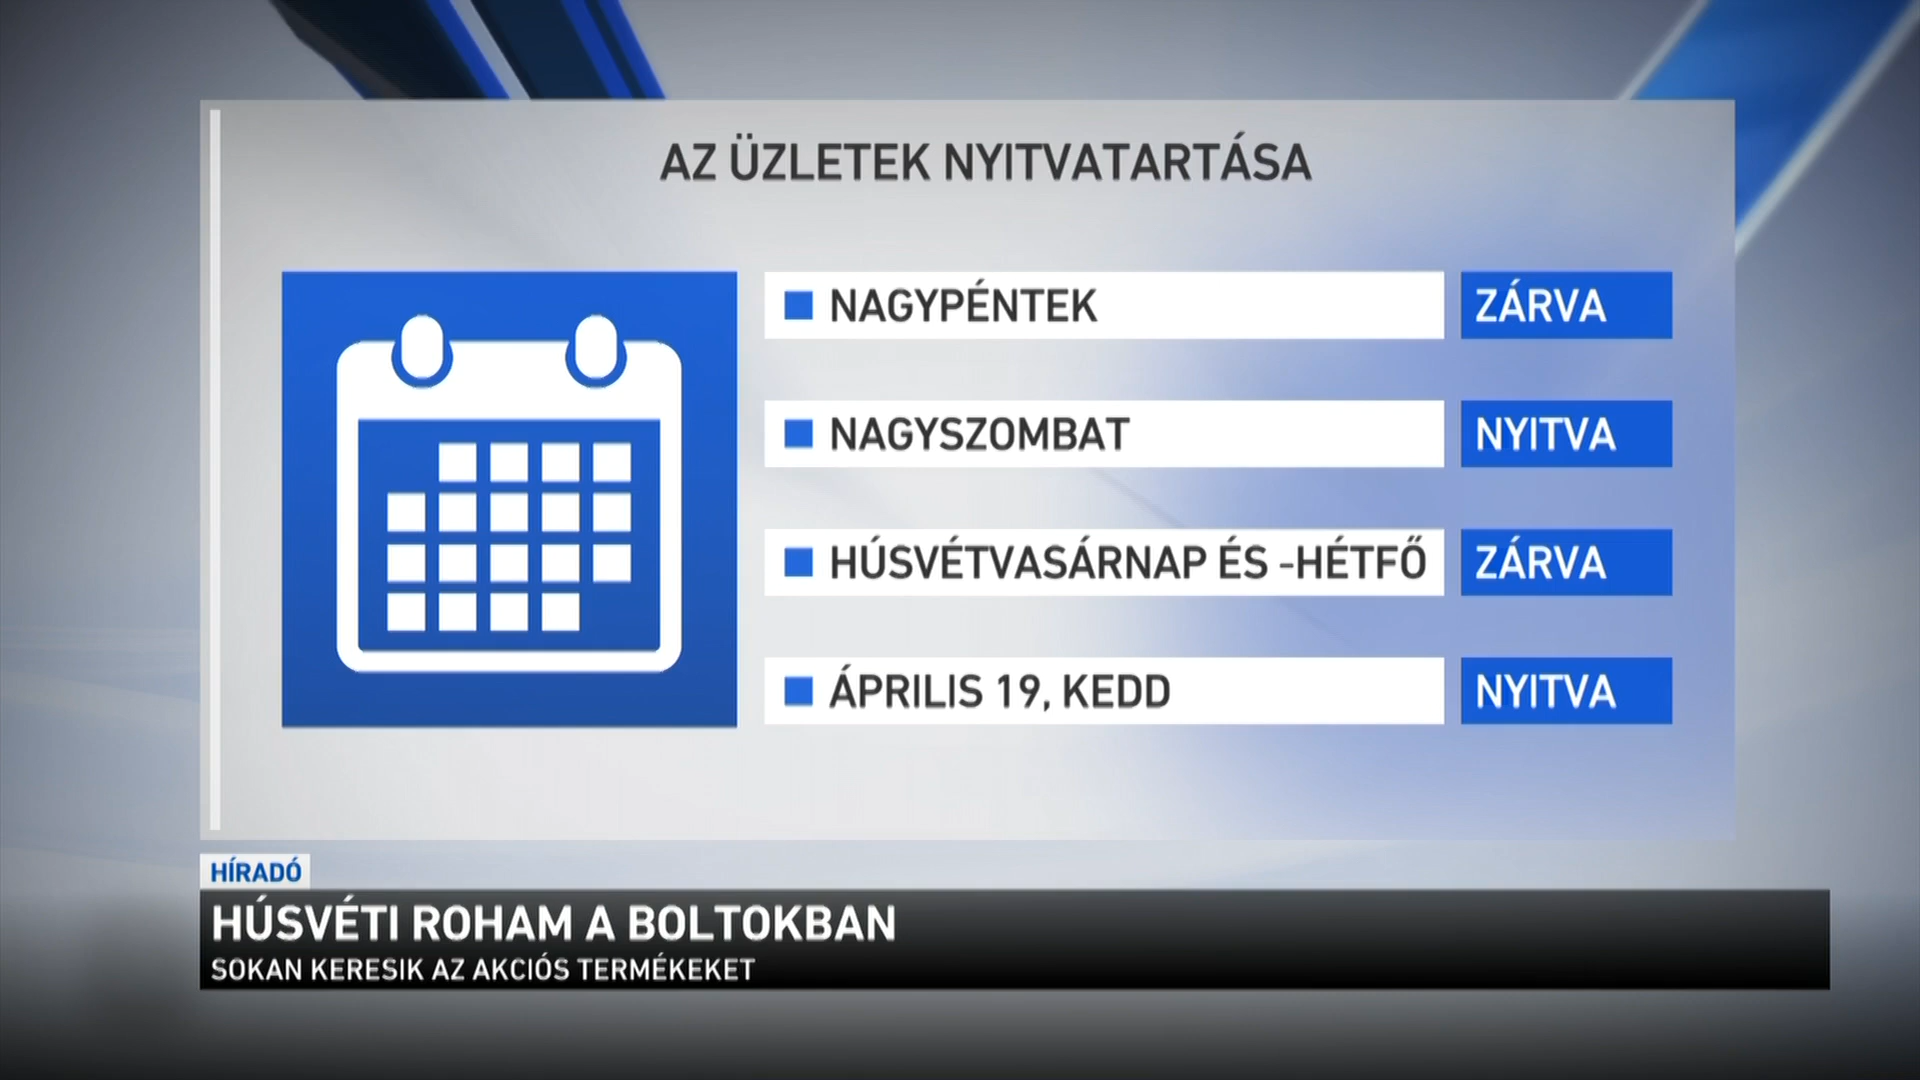 AZ ÜZLETEK NYITVATARTÁSA
NAGYPÉNTEK ZÁRVA
NAGYSZOMBAT NYITVA
HÚSVÉTVASÁRNAP ÉS -HÉTFŐ ZÁRVA
ÁPRILIS 19, KEDD NYITVA
HÍRADÓ
HÚSVÉTI ROHAM A BOLTOKBAN
SOKAN KERESIK AZ AKCIÓS TERMÉKEKET